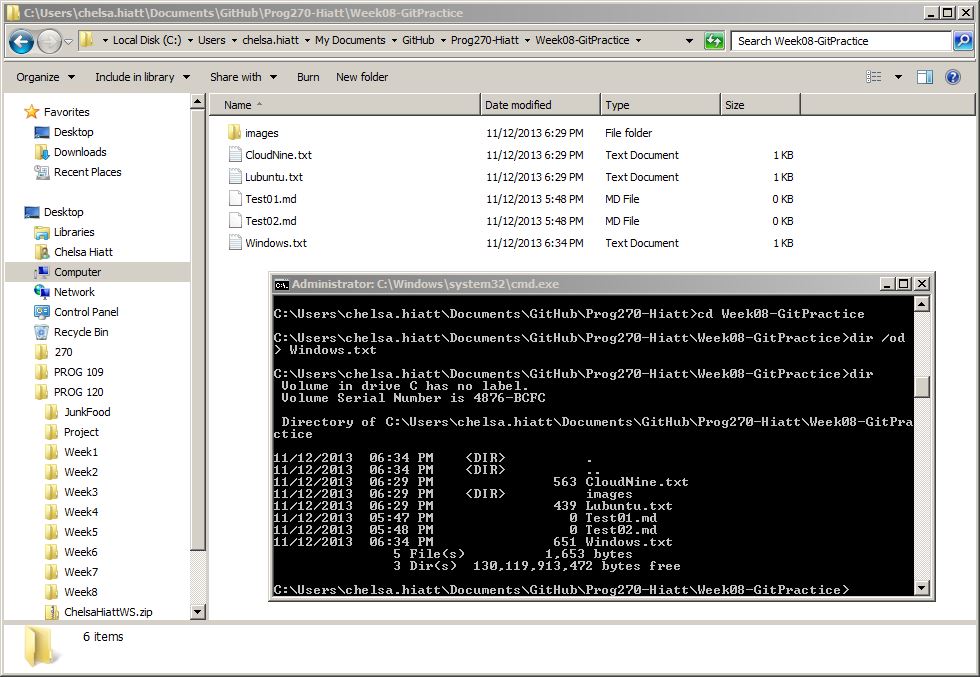 C:\Users\chelsa.hiatt\Documents\GitHub\Prog270-Hiatt\Week08-GitPractice
Local Disk (C:) Users chelsa.hiatt My Documents GitHub Prog270-Hiatt Week08-GitPractice
Search Week08-GitPractice
Organize Include in library Share with Burn New folder
Favorites
Desktop
Downloads
Recent Places
Desktop
Libraries
Chelsa Hiatt
Computer
Network
Control Panel
Recycle Bin
270
PROG 109
PROG 120
JunkFood
Project
Week1
Week2
Week3
Week4
Week5
Week6
Week7
Week8
ChelsaHiattWS.zip
Name Date modified Type Size
images 11/12/2013 6:29 PM File folder
CloudNine.txt 11/12/2013 6:29 PM Text Document 1 KB
Lubuntu.txt 11/12/2013 6:29 PM Text Document 1 KB
Test01.md 11/12/2013 5:48 PM MD File 0 KB
Test02.md 11/12/2013 5:48 PM MD File 0 KB
Windows.txt 11/12/2013 6:34 PM Text Document 1 KB
Administrator: C:\Windows\system32\cmd.exe
C:\Users\chelsa.hiatt\Documents\GitHub\Prog270-Hiatt>cd Week08-GitPractice
C:\Users\chelsa.hiatt\Documents\GitHub\Prog270-Hiatt\Week08-GitPractice>dir /od
> Windows.txt
C:\Users\chelsa.hiatt\Documents\GitHub\Prog270-Hiatt\Week08-GitPractice>dir
Volume in drive C has no label.
Volume Serial Number is 4876-BCFC
Directory of C:\Users\chelsa.hiatt\Documents\GitHub\Prog270-Hiatt\Week08-GitPra
ctice
11/12/2013 06:34 PM <DIR> .
11/12/2013 06:34 PM <DIR> ..
11/12/2013 06:29 PM 563 CloudNine.txt
11/12/2013 06:29 PM <DIR> images
11/12/2013 06:29 PM 439 Lubuntu.txt
11/12/2013 05:47 PM 0 Test01.md
11/12/2013 05:48 PM 0 Test02.md
11/12/2013 06:34 PM 651 Windows.txt
5 File(s) 1,653 bytes
3 Dir(s) 130,119,913,472 bytes free
C:\Users\chelsa.hiatt\Documents\GitHub\Prog270-Hiatt\Week08-GitPractice>
6 items